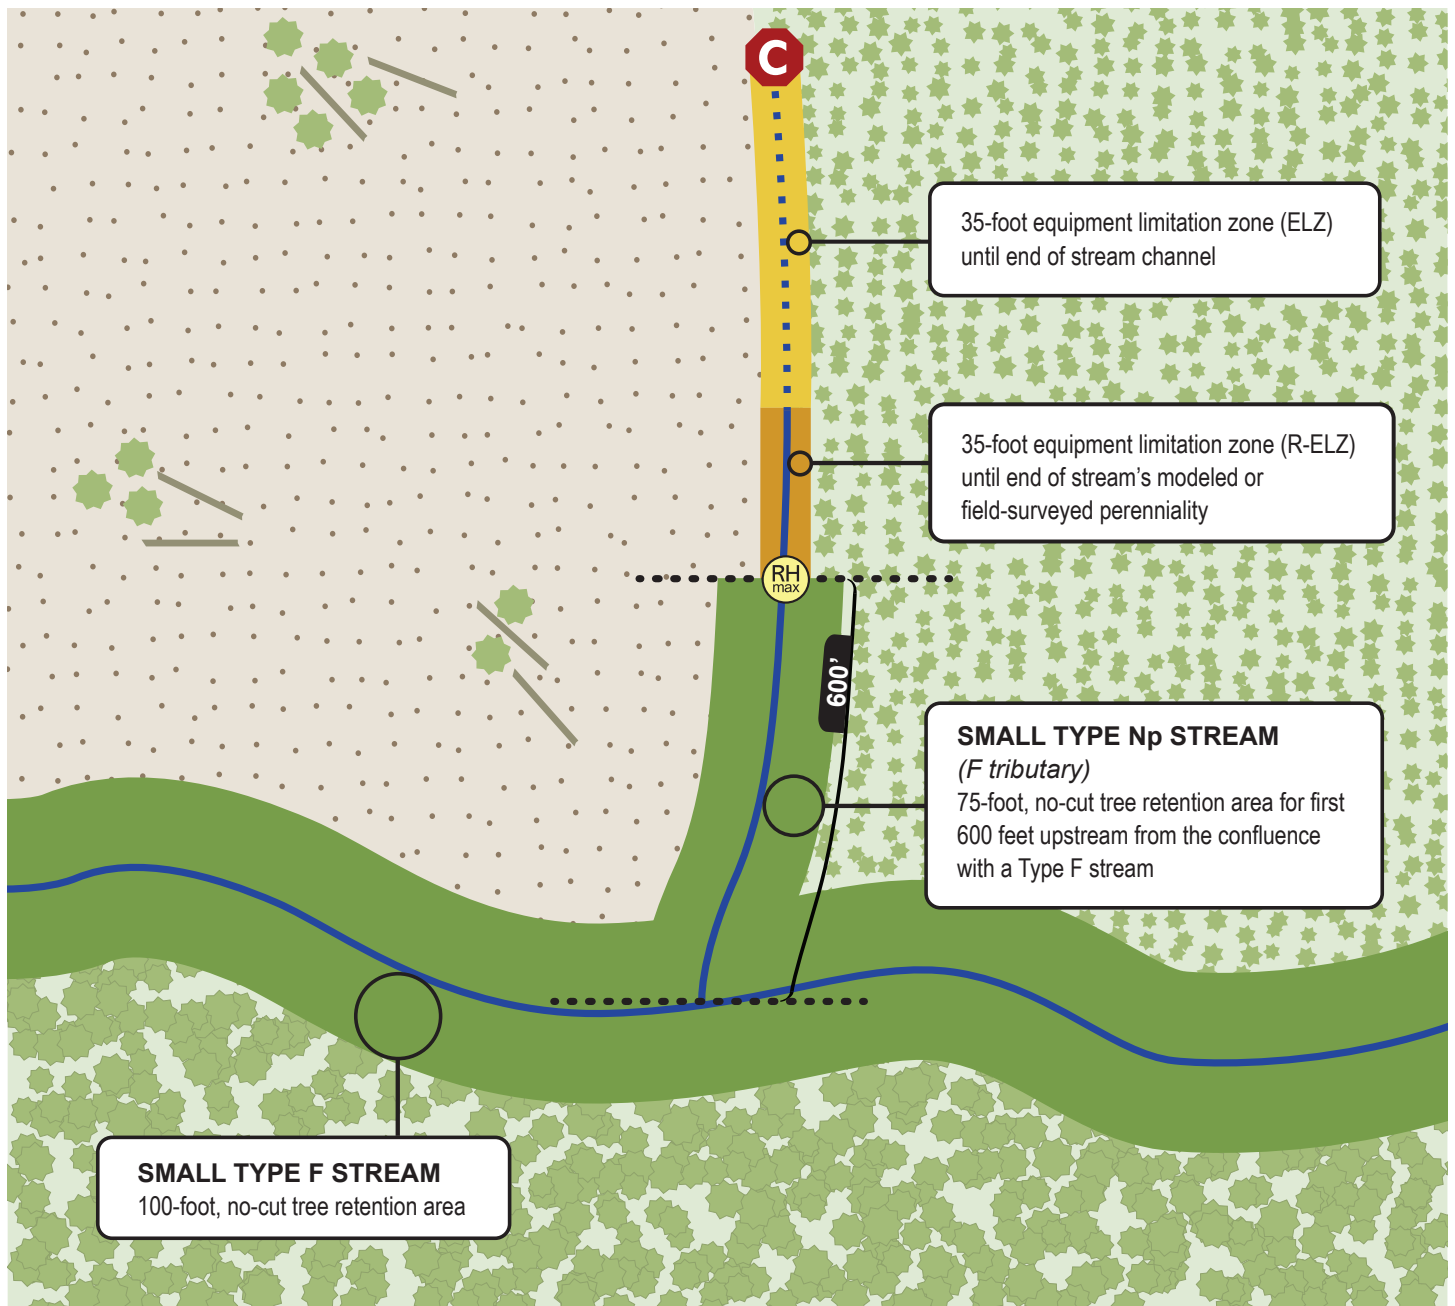 C
35-foot equipment limitation zone (ELZ)
until end of stream channel
35-foot equipment limitation zone (R-ELZ)
until end of stream’s modeled or
field-surveyed perenniality
RH
max
600’
SMALL TYPE Np STREAM
(F tributary)
75-foot, no-cut tree retention area for first
600 feet upstream from the confluence
with a Type F stream
SMALL TYPE F STREAM
100-foot, no-cut tree retention area